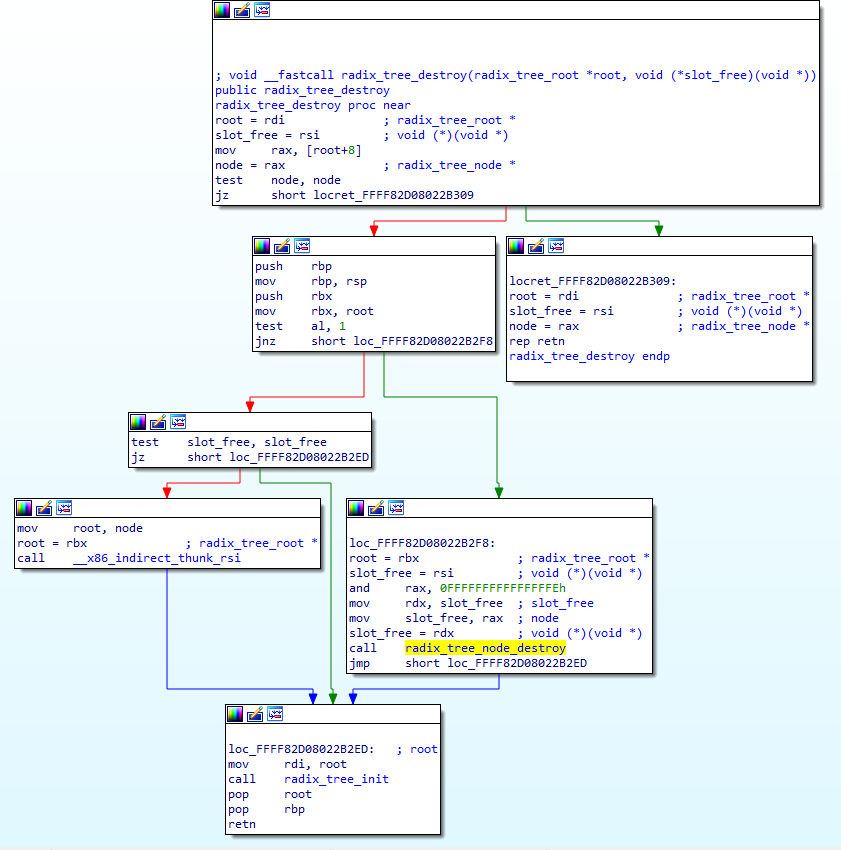 ; void __fastcall radix_tree_destroy(radix_tree_root *root, void (*slot_free)(void *))
public radix_tree_destroy
radix_tree_destroy proc near
root = rdi ; radix_tree_root *
slot_free = rsi ; void (*)(void *)
mov rax, [root+8]
node = rax ; radix_tree_node *
test node, node
jz short locret_FFFF82D08022B309
push rbp
mov rbp, rsp
push rbx
mov rbx, root
test al, 1
jnz short loc_FFFF82D08022B2F8
locret_FFFF82D08022B309:
root = rdi ; radix_tree_root *
slot_free = rsi ; void (*)(void *)
node = rax ; radix_tree_node *
rep retn
radix_tree_destroy endp
test slot_free, slot_free
jz short loc_FFFF82D08022B2ED
mov root, node
root = rbx ; radix_tree_root *
call __x86_indirect_thunk_rsi
loc_FFFF82D08022B2F8:
root = rbx ; radix_tree_root *
slot_free = rsi ; void (*)(void *)
and rax, 0FFFFFFFFFFFFFFFEh
mov rdx, slot_free ; slot_free
mov slot_free, rax ; node
slot_free = rdx ; void (*)(void *)
call radix_tree_node_destroy
jmp short loc_FFFF82D08022B2ED
loc_FFFF82D08022B2ED: ; root
mov rdi, root
call radix_tree_init
pop root
pop rbp
retn